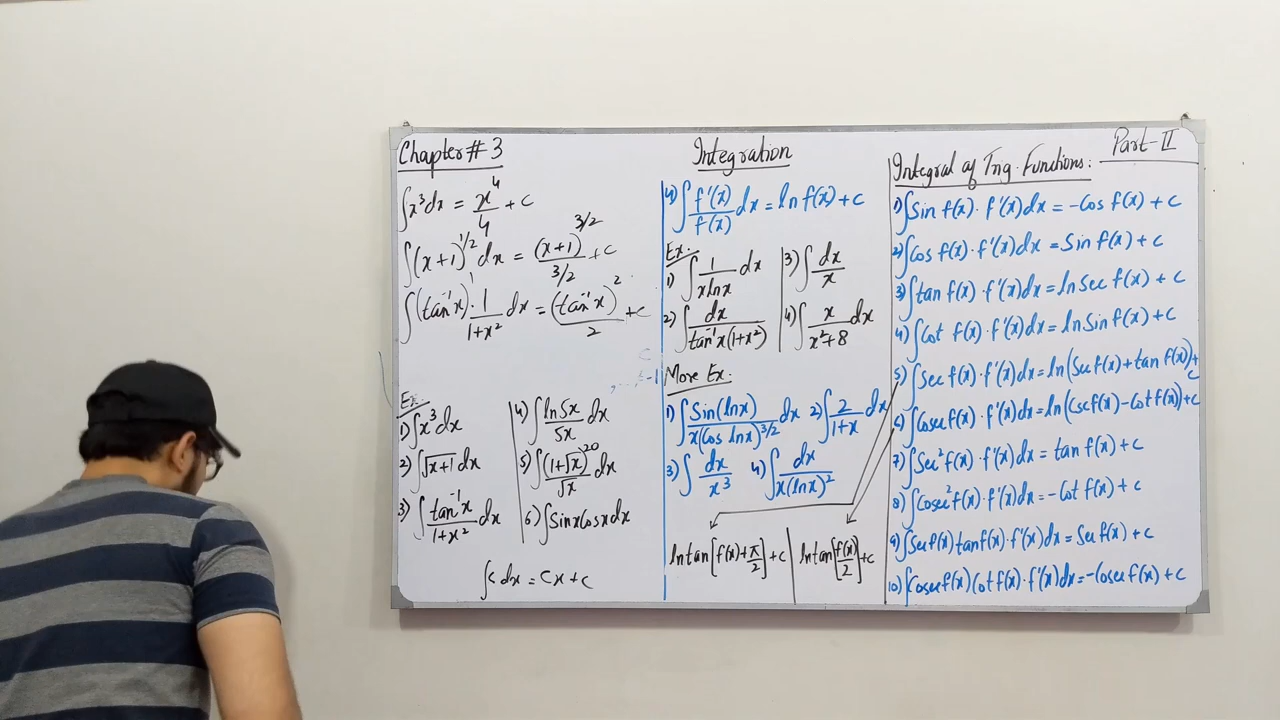 Chapter # 3
Integration
Part-II
∫x³dx = x⁴/4 + c
∫(x+1)^1/2 dx = (x+1)^3/2 / 3/2 + c
∫(tan⁻¹x)¹ · 1/1+x² dx = (tan⁻¹x)²/2 + c
Ex:
1) ∫x³dx
2) ∫√x+1 dx
3) ∫ tan⁻¹x/1+x² dx
4) ∫ ln5x/5x dx
5) ∫ (1+√x)²⁰/√x dx
6) ∫Sinx Cosx dx
∫c dx = cx + c
4) ∫ f'(x)/f(x) dx = ln f(x) + c
Ex:
1) ∫ 1/xlnx dx
2) ∫ dx/tan⁻¹x(1+x²)
3) ∫ dx/x
4) ∫ x/x²+8 dx
More Ex:
1) ∫ Sin(lnx)/x(Cos lnx)^3/2 dx
2) ∫ 2/1+x dx
3) ∫ dx/x³
4) ∫ dx/x(lnx)²
ln tan[f(x)+π/2] + c
ln tan[f(x)/2] + c
Integral of Trig. Functions:
1) ∫Sin f(x) · f'(x)dx = -Cos f(x) + c
2) ∫Cos f(x) · f'(x)dx = Sin f(x) + c
3) ∫tan f(x) · f'(x)dx = ln Sec f(x) + c
4) ∫Cot f(x) · f'(x)dx = ln Sin f(x) + c
5) ∫Sec f(x) · f'(x)dx = ln(Sec f(x) + tan f(x)) + c
6) ∫Cosec f(x) · f'(x)dx = ln(csc f(x) - Cot f(x)) + c
7) ∫Sec² f(x) · f'(x)dx = tan f(x) + c
8) ∫Cosec² f(x) · f'(x)dx = -Cot f(x) + c
9) ∫Sec f(x) tan f(x) · f'(x)dx = Sec f(x) + c
10) ∫Cosec f(x) Cot f(x) · f'(x)dx = -Cosec f(x) + c